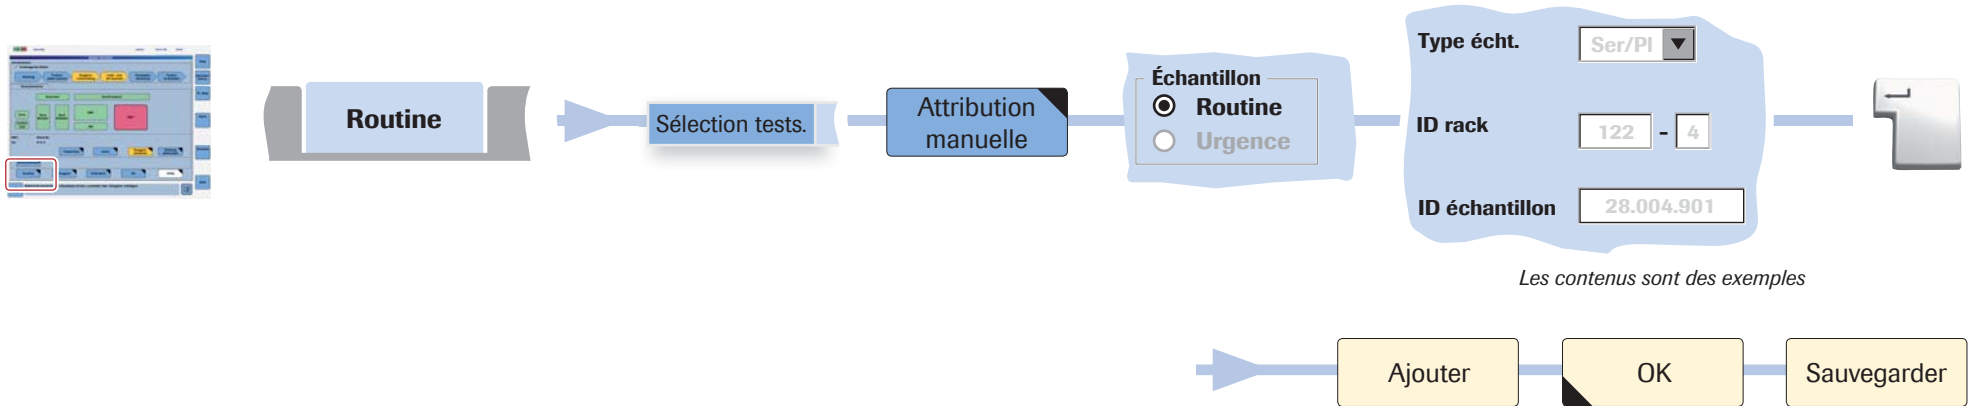 Routine
Sélection tests.
Attribution
manuelle
Échantillon
Routine
Urgence
Type écht.
Ser/Pl
ID rack
122 - 4
ID échantillon
28.004.901
Les contenus sont des exemples
Ajouter
OK
Sauvegarder